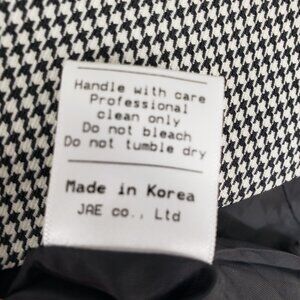 Handle with care
Professional
clean only
Do not bleach
Do not tumble dry
Made in Korea
JAE co., Ltd